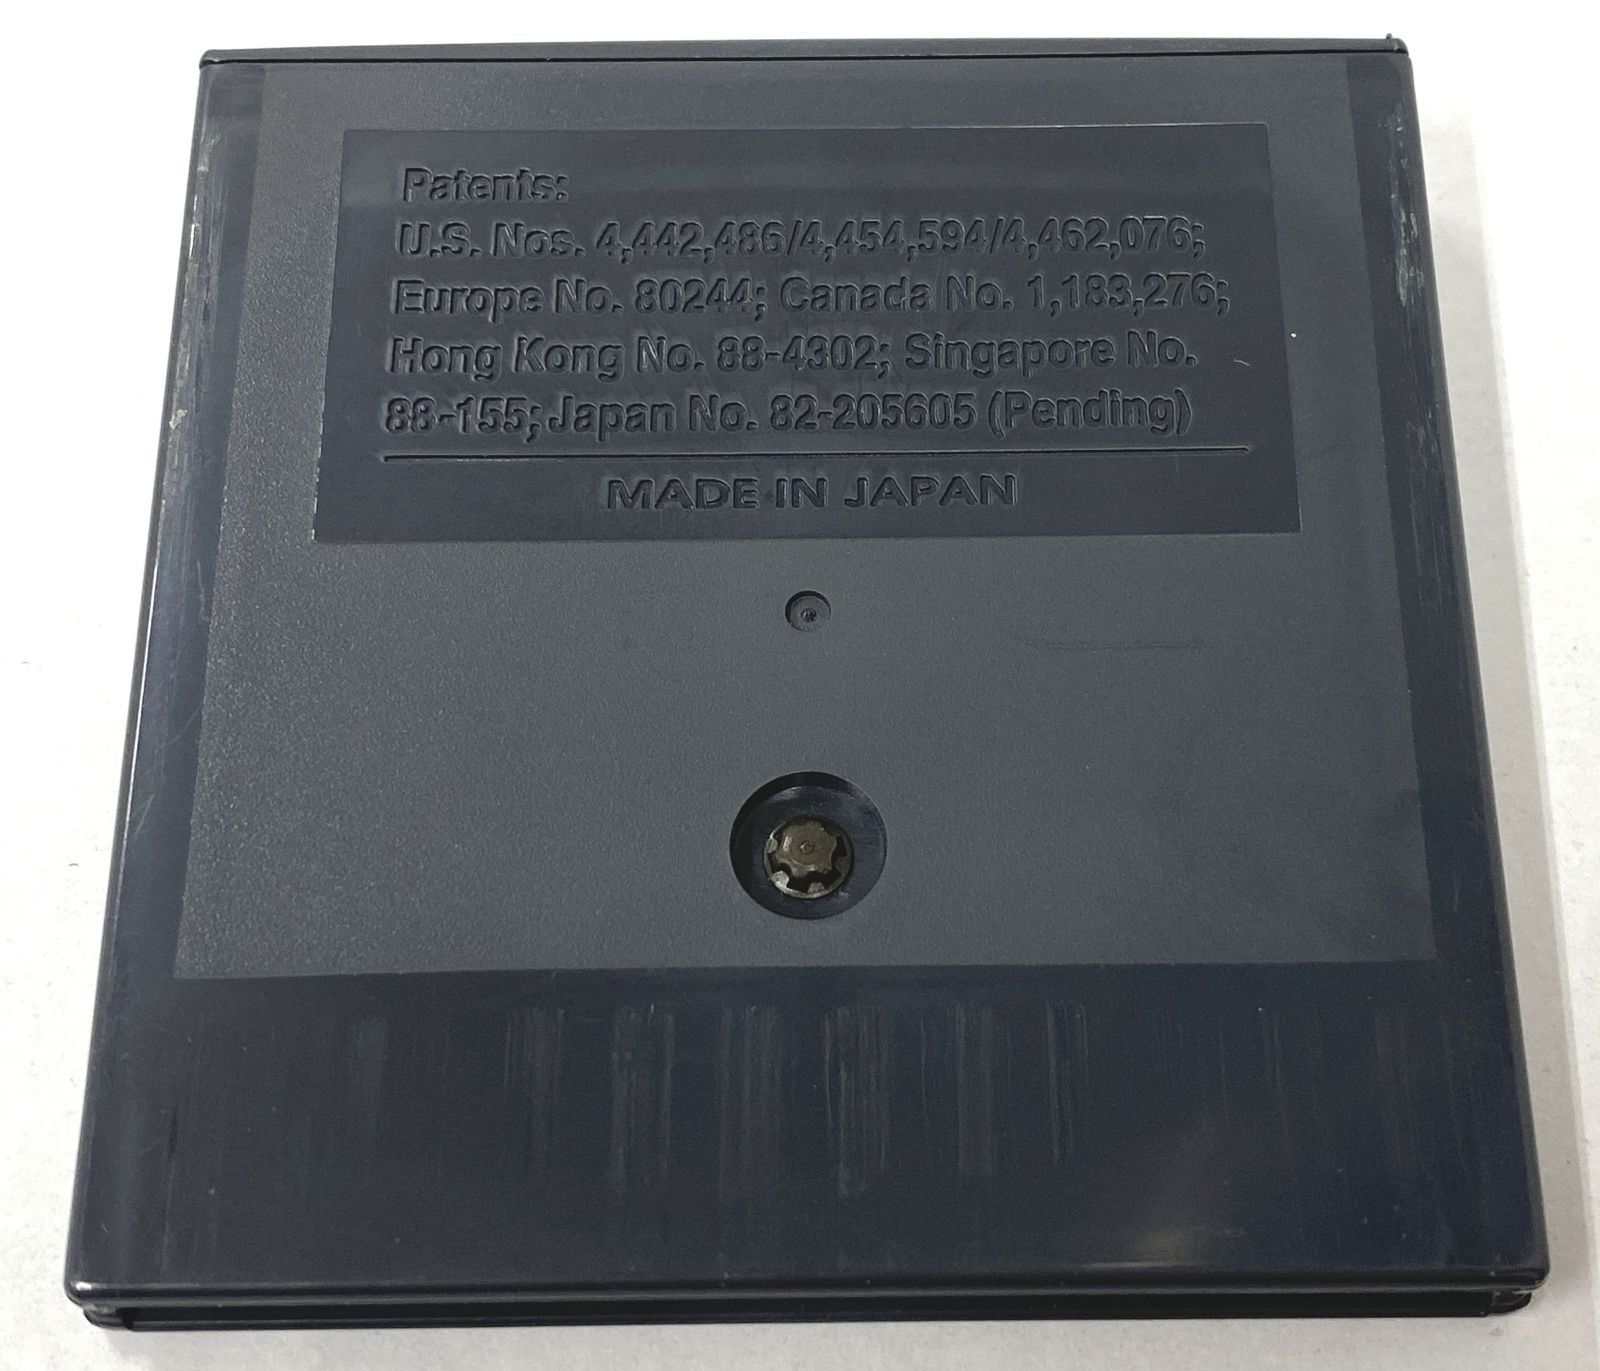 Patents:
U.S. Nos. 4,442,486/4,454,594/4,462,076;
Europe No. 80244; Canada No. 1,183,276;
Hong Kong No. 88-4302; Singapore No.
88-155; Japan No. 82-205605 (Pending)
MADE IN JAPAN